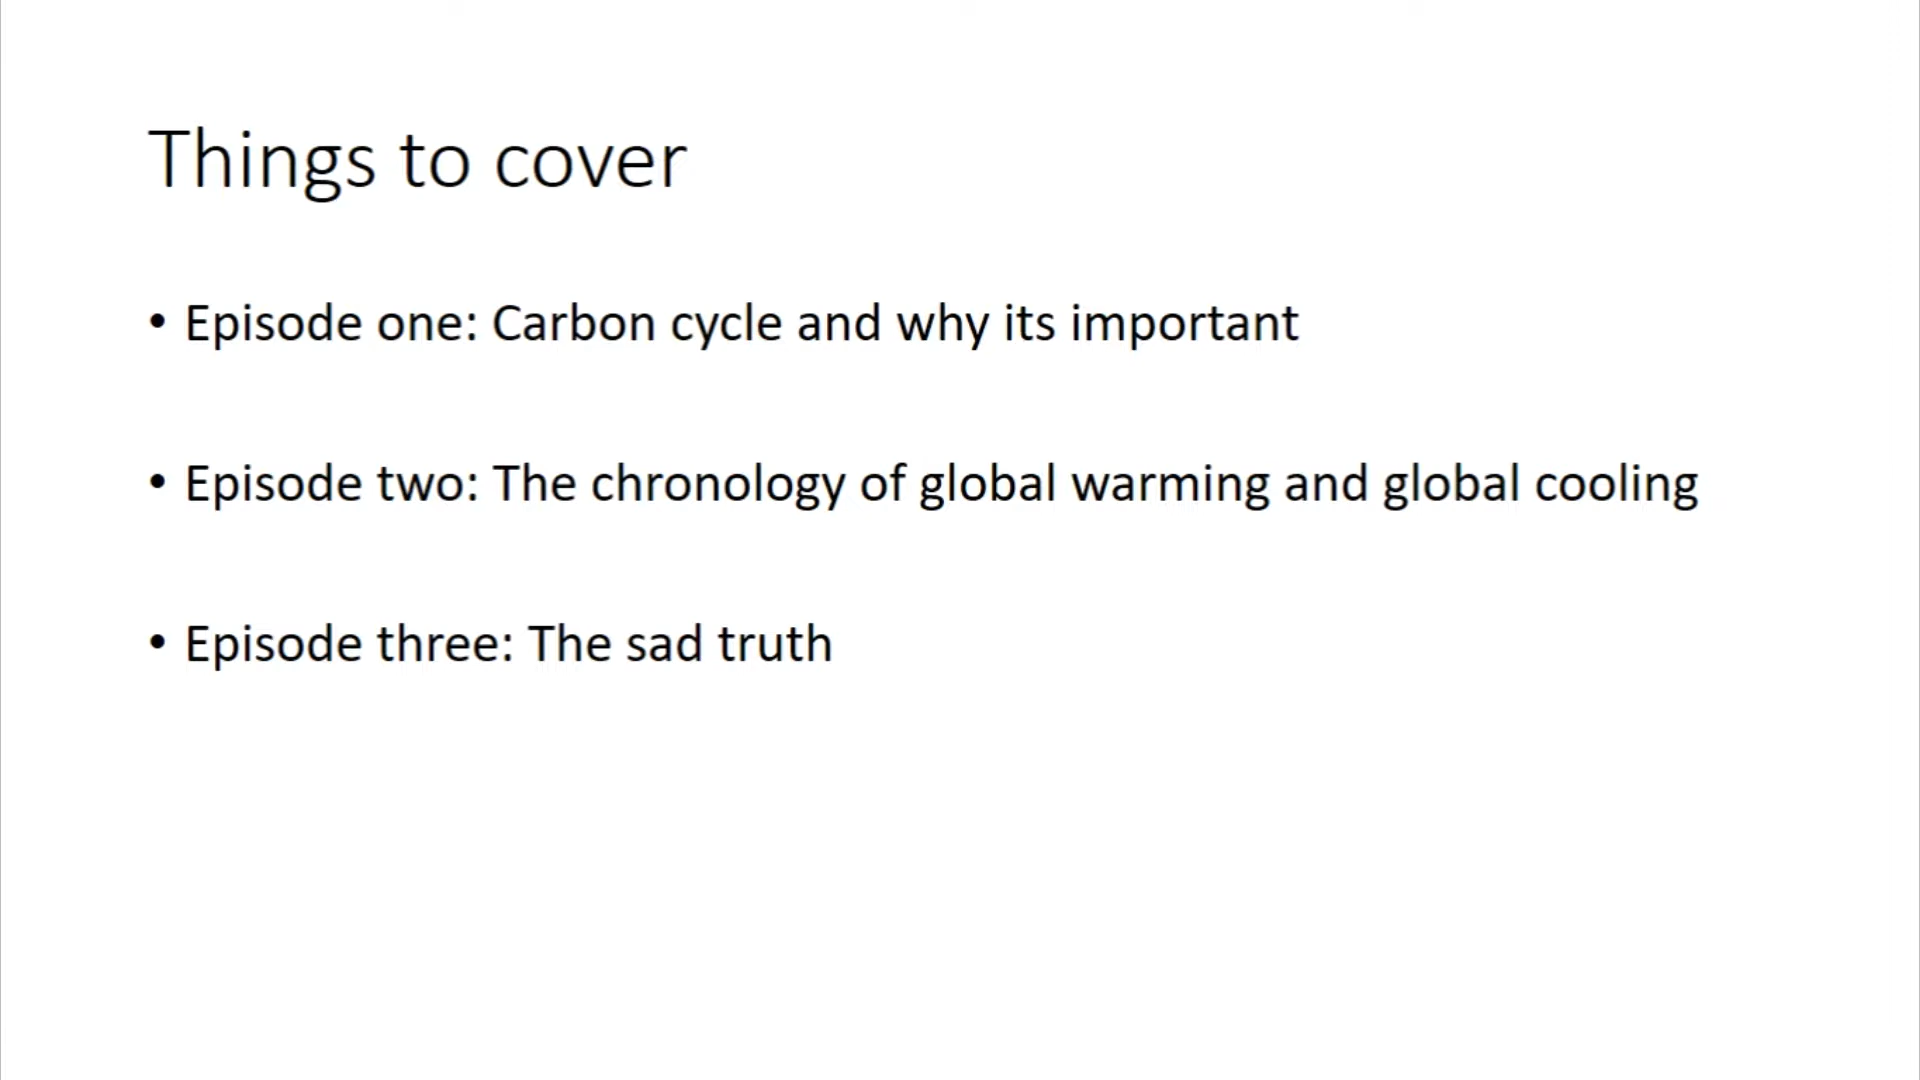 Things to cover
• Episode one: Carbon cycle and why its important
• Episode two: The chronology of global warming and global cooling
• Episode three: The sad truth